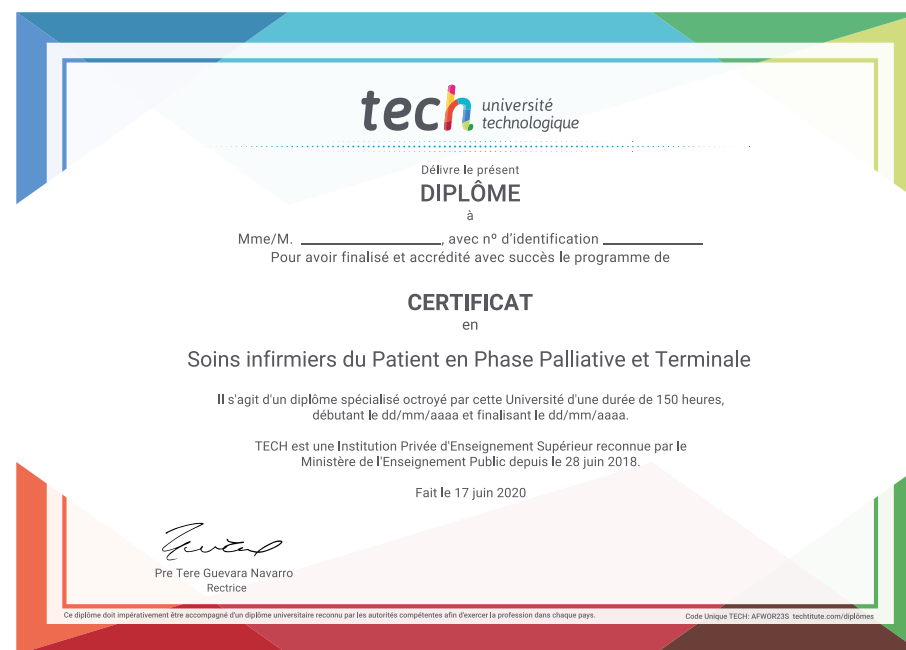 tech université
technologique
Délivre le présent
DIPLÔME
à
Mme/M. ____________________, avec nº d'identification ______________
Pour avoir finalisé et accrédité avec succès le programme de
CERTIFICAT
en
Soins infirmiers du Patient en Phase Palliative et Terminale
Il s'agit d'un diplôme spécialisé octroyé par cette Université d'une durée de 150 heures,
débutant le dd/mm/aaaa et finalisant le dd/mm/aaaa.
TECH est une Institution Privée d'Enseignement Supérieur reconnue par le
Ministère de l'Enseignement Public depuis le 28 juin 2018.
Fait le 17 juin 2020
Pre Tere Guevara Navarro
Rectrice
Ce diplôme doit impérativement être accompagné d'un diplôme universitaire reconnu par les autorités compétentes afin d'exercer la profession dans chaque pays.
Code Unique TECH: AFWOR23S techtitute.com/diplômes